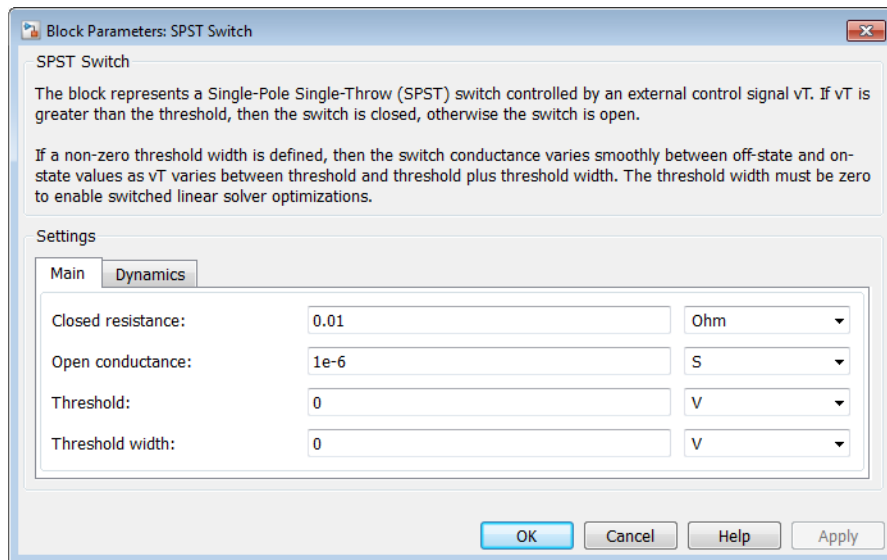 Block Parameters: SPST Switch
SPST Switch
The block represents a Single-Pole Single-Throw (SPST) switch controlled by an external control signal vT. If vT is
greater than the threshold, then the switch is closed, otherwise the switch is open.
If a non-zero threshold width is defined, then the switch conductance varies smoothly between off-state and on-
state values as vT varies between threshold and threshold plus threshold width. The threshold width must be zero
to enable switched linear solver optimizations.
Settings
Main Dynamics
Closed resistance: 0.01 Ohm
Open conductance: 1e-6 S
Threshold: 0 V
Threshold width: 0 V
OK Cancel Help Apply